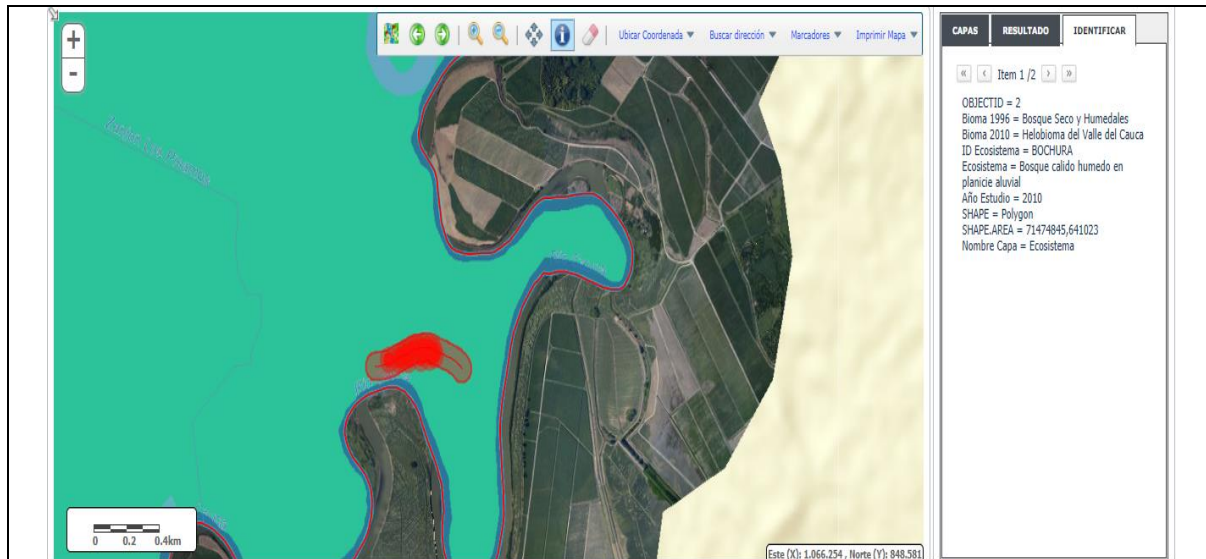 +
-
Ubicar Coordenada ▼ Buscar dirección ▼ Marcadores ▼ Imprimir Mapa ▼
0 0.2 0.4km
Este (X): 1.066.254 , Norte (Y): 848.581
CAPAS RESULTADO IDENTIFICAR
« ‹ Item 1 /2 › »
OBJECTID = 2
Bioma 1996 = Bosque Seco y Humedales
Bioma 2010 = Helobioma del Valle del Cauca
ID Ecosistema = BOCHURA
Ecosistema = Bosque calido humedo en
planicie aluvial
Año Estudio = 2010
SHAPE = Polygon
SHAPE.AREA = 71474845,641023
Nombre Capa = Ecosistema